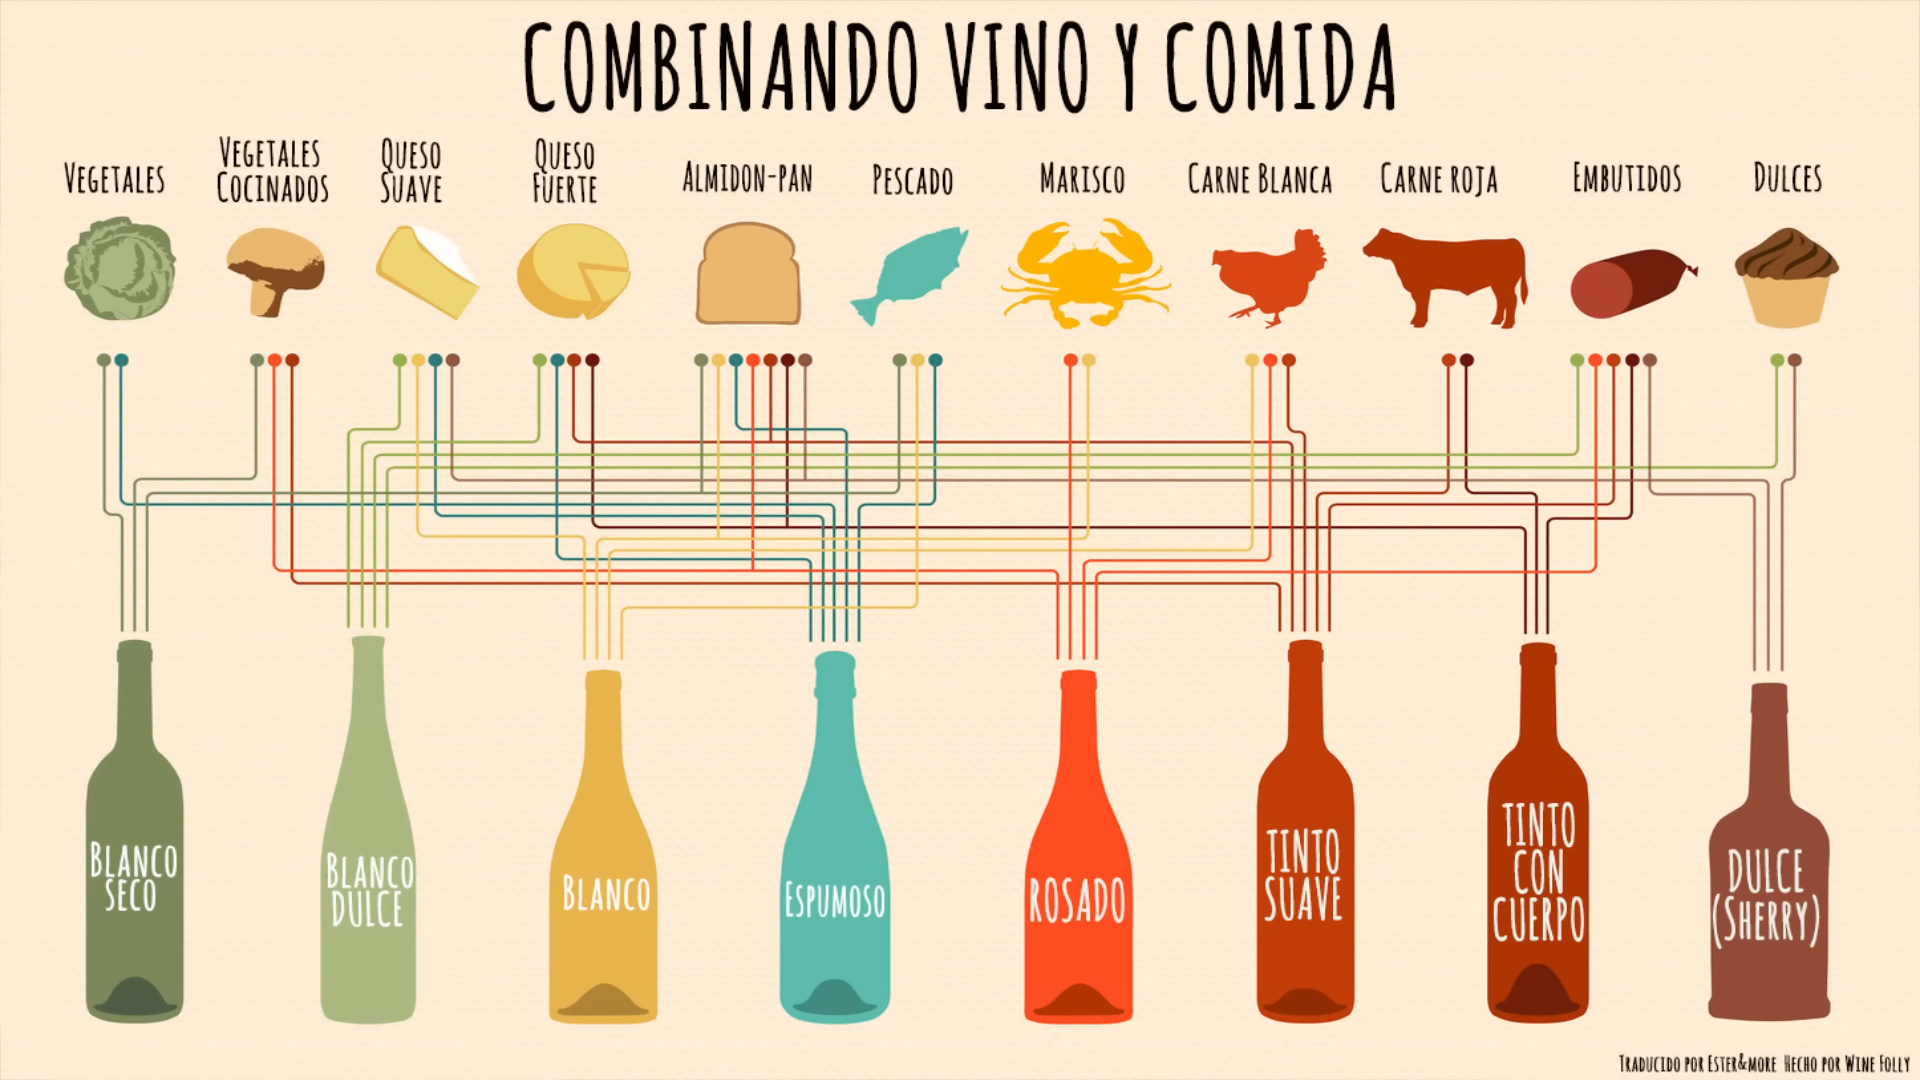 COMBINANDO VINO Y COMIDA
VEGETALES
VEGETALES
COCINADOS
QUESO
SUAVE
QUESO
FUERTE
ALMIDON-PAN
PESCADO
MARISCO
CARNE BLANCA
CARNE ROJA
EMBUTIDOS
DULCES
BLANCO
SECO
BLANCO
DULCE
BLANCO
ESPUMOSO
ROSADO
TINTO
SUAVE
TINTO
CON
CUERPO
DULCE
(SHERRY)
TRADUCIDO POR ESTER&MORE HECHO POR WINE FOLLY